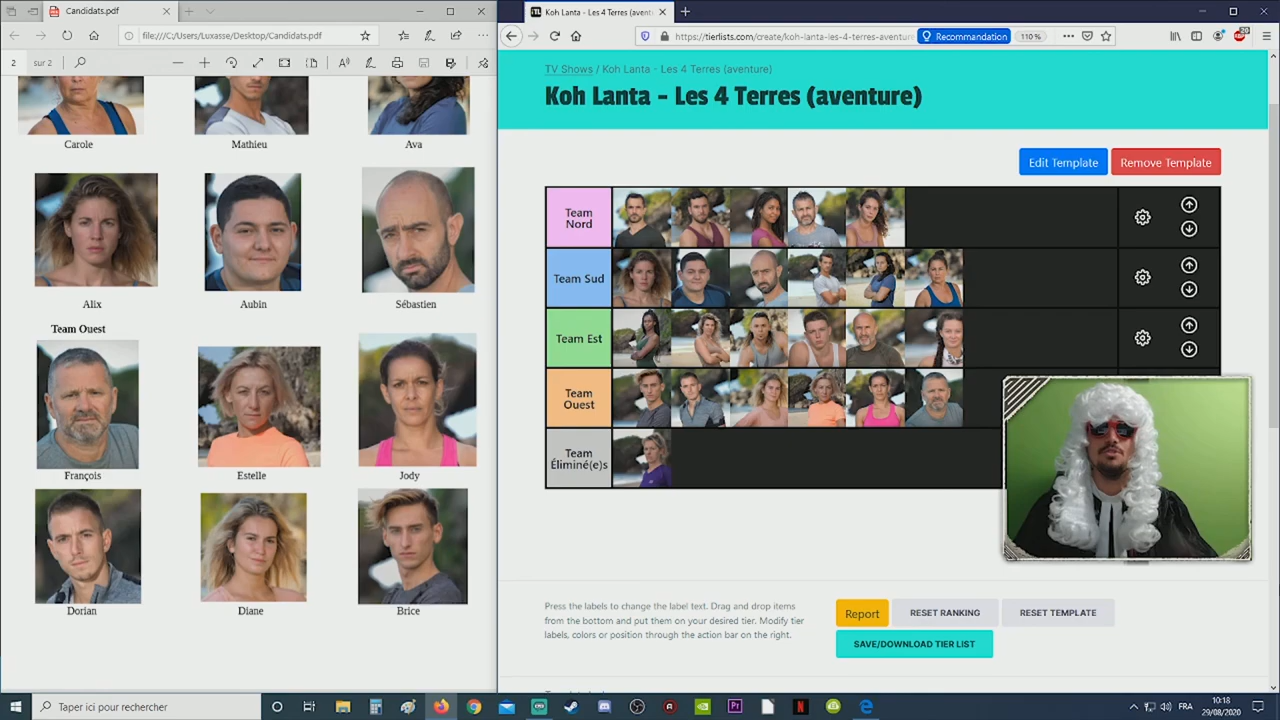 Candidats.pdf
file:///C:/Users/Luxasse/Desktop/Candidats.pdf
2 sur 2
Carole Mathieu Ava
Alix Aubin Sébastien
Team Ouest
François Estelle Jody
Dorian Diane Brice
Koh Lanta - Les 4 Terres (avent
https://tierlists.com/create/koh-lanta-les-4-terres-aventure
Recommandation
110 %
TV Shows / Koh Lanta - Les 4 Terres (aventure)
Koh Lanta - Les 4 Terres (aventure)
Edit Template Remove Template
Team
Nord
Team Sud
Team Est
Team
Ouest
Team
Éliminé(e)s
Press the labels to change the label text. Drag and drop items
from the bottom and put them on your desired tier. Modify tier
labels, colors or position through the action bar on the right.
Report RESET RANKING RESET TEMPLATE
SAVE/DOWNLOAD TIER LIST
Taper ici pour rechercher
FRA
10:18
29/08/2020